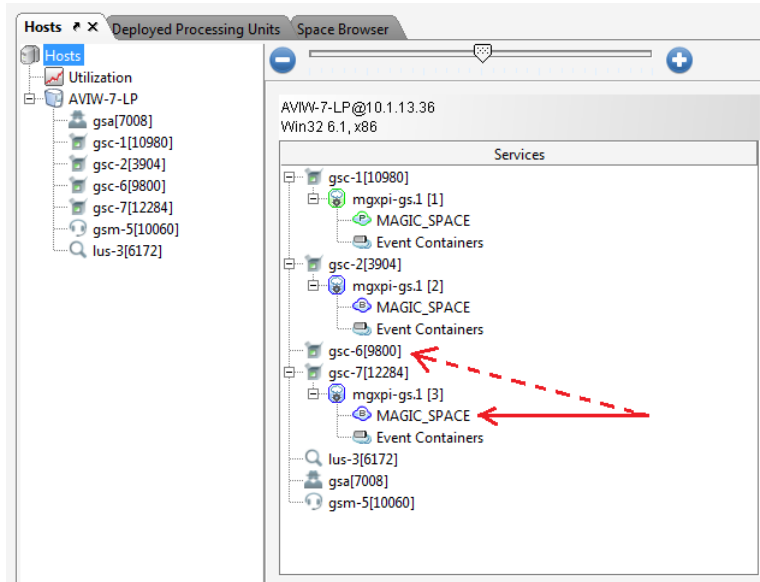 Hosts
Deployed Processing Units
Space Browser
Hosts
Utilization
AVIW-7-LP
gsa[7008]
gsc-1[10980]
gsc-2[3904]
gsc-6[9800]
gsc-7[12284]
gsm-5[10060]
lus-3[6172]
AVIW-7-LP@10.1.13.36
Win32 6.1, x86
Services
gsc-1[10980]
mgxpi-gs.1 [1]
P MAGIC_SPACE
Event Containers
gsc-2[3904]
mgxpi-gs.1 [2]
B MAGIC_SPACE
Event Containers
gsc-6[9800]
gsc-7[12284]
mgxpi-gs.1 [3]
B MAGIC_SPACE
Event Containers
lus-3[6172]
gsa[7008]
gsm-5[10060]